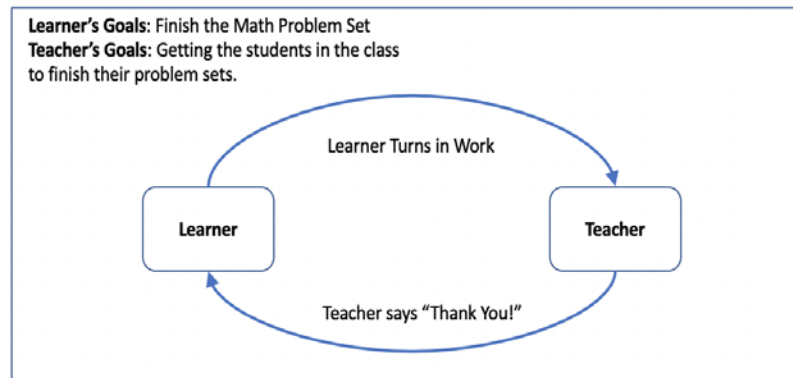 Learner’s Goals: Finish the Math Problem Set
Teacher’s Goals: Getting the students in the class
to finish their problem sets.
Learner Turns in Work
Learner
Teacher
Teacher says “Thank You!”